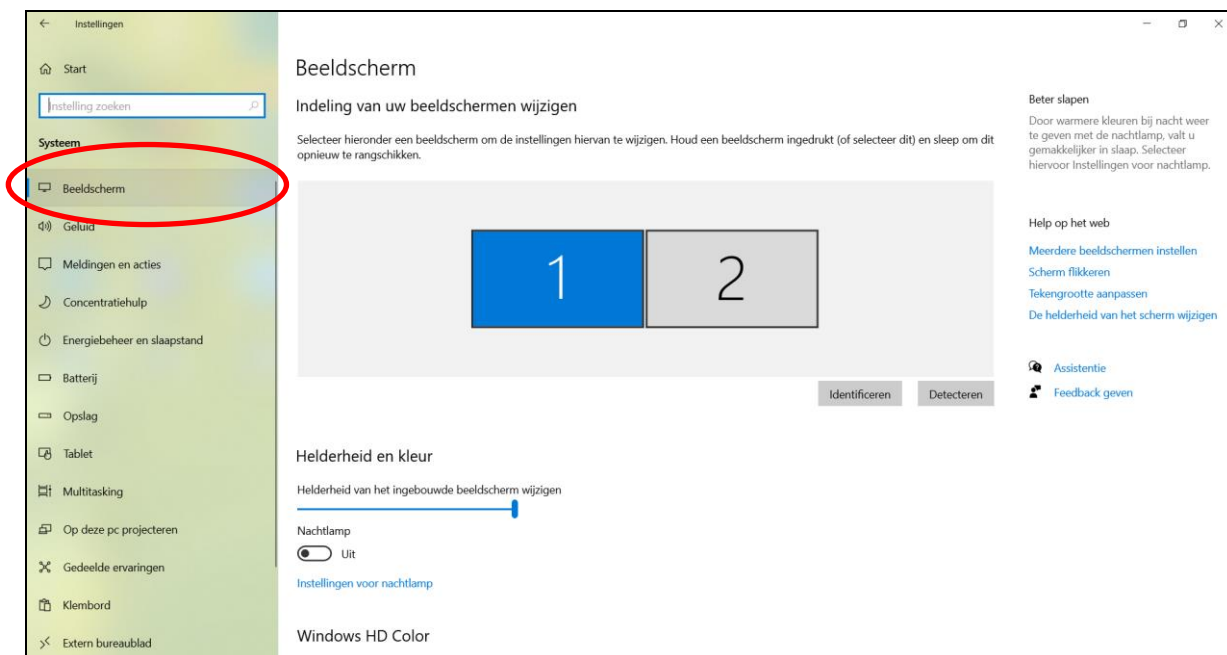 Instellingen
Start
Instelling zoeken
Systeem
Beeldscherm
Geluid
Meldingen en acties
Concentratiehulp
Energiebeheer en slaapstand
Batterij
Opslag
Tablet
Multitasking
Op deze pc projecteren
Gedeelde ervaringen
Klembord
Extern bureaublad
Beeldscherm
Indeling van uw beeldschermen wijzigen
Selecteer hieronder een beeldscherm om de instellingen hiervan te wijzigen. Houd een beeldscherm ingedrukt (of selecteer dit) en sleep om dit
opnieuw te rangschikken.
1
2
Identificeren
Detecteren
Helderheid en kleur
Helderheid van het ingebouwde beeldscherm wijzigen
Nachtlamp
Uit
Instellingen voor nachtlamp
Windows HD Color
Beter slapen
Door warmere kleuren bij nacht weer
te geven met de nachtlamp, valt u
gemakkelijker in slaap. Selecteer
hiervoor Instellingen voor nachtlamp.
Help op het web
Meerdere beeldschermen instellen
Scherm flikkeren
Tekengrootte aanpassen
De helderheid van het scherm wijzigen
Assistentie
Feedback geven